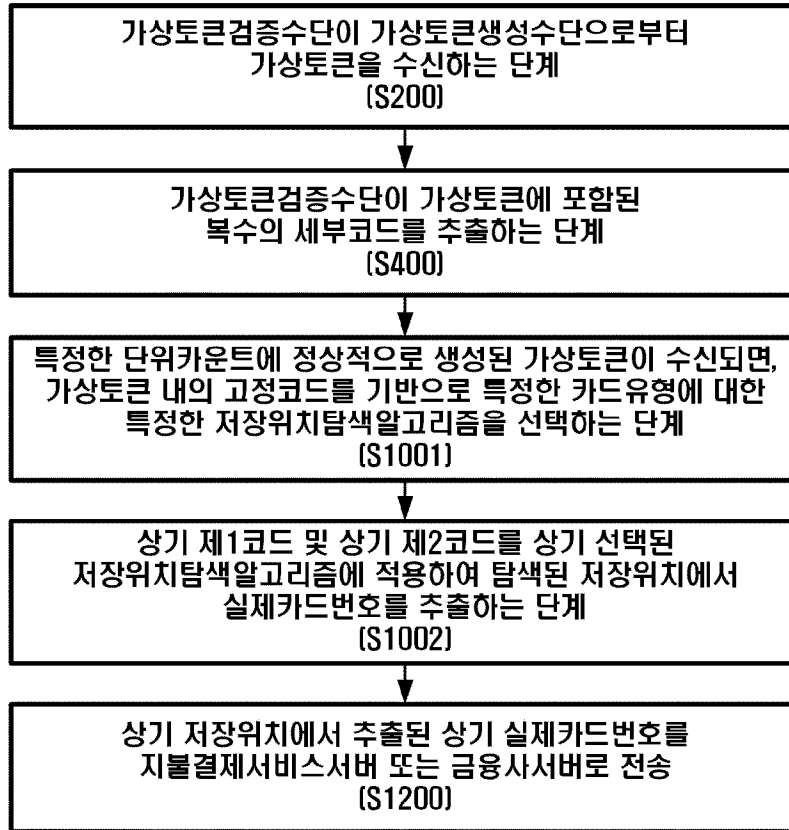 가상토큰검증수단이 가상토큰생성수단으로부터
가상토큰을 수신하는 단계
(S200)
가상토큰검증수단이 가상토큰에 포함된
복수의 세부코드를 추출하는 단계
(S400)
특정한 단위카운트에 정상적으로 생성된 가상토큰이 수신되면,
가상토큰 내의 고정코드를 기반으로 특정한 카드유형에 대한
특정한 저장위치탐색알고리즘을 선택하는 단계
(S1001)
상기 제1코드 및 상기 제2코드를 상기 선택된
저장위치탐색알고리즘에 적용하여 탐색된 저장위치에서
실제카드번호를 추출하는 단계
(S1002)
상기 저장위치에서 추출된 상기 실제카드번호를
지불결제서비스서버 또는 금융사서버로 전송
(S1200)